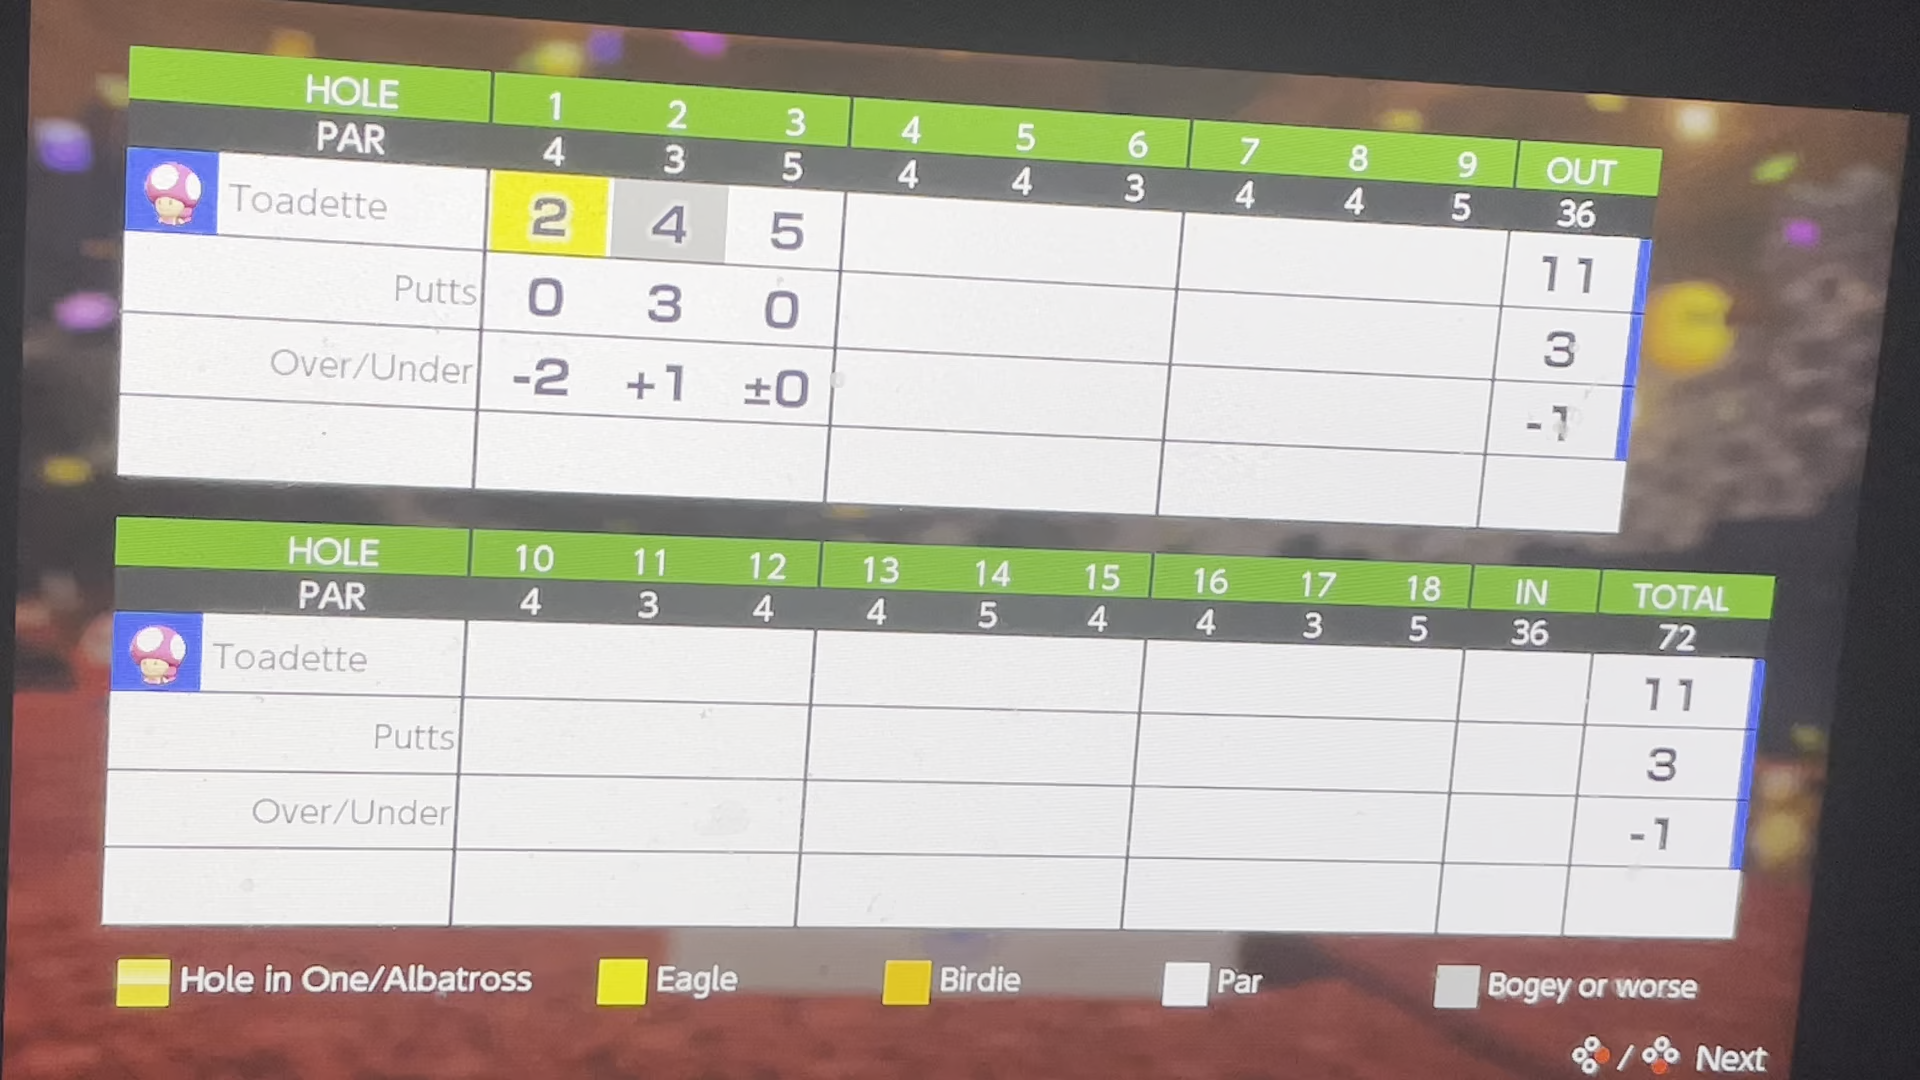 HOLE 1 2 3 4 5 6 7 8 9 OUT
PAR 4 3 5 4 4 3 4 4 5 36
Toadette 2 4 5 11
Putts 0 3 0 3
Over/Under -2 +1 ±0 -1
HOLE 10 11 12 13 14 15 16 17 18 IN TOTAL
PAR 4 3 4 4 5 4 4 3 5 36 72
Toadette 11
Putts 3
Over/Under -1
Hole in One/Albatross Eagle Birdie Par Bogey or worse
/ Next